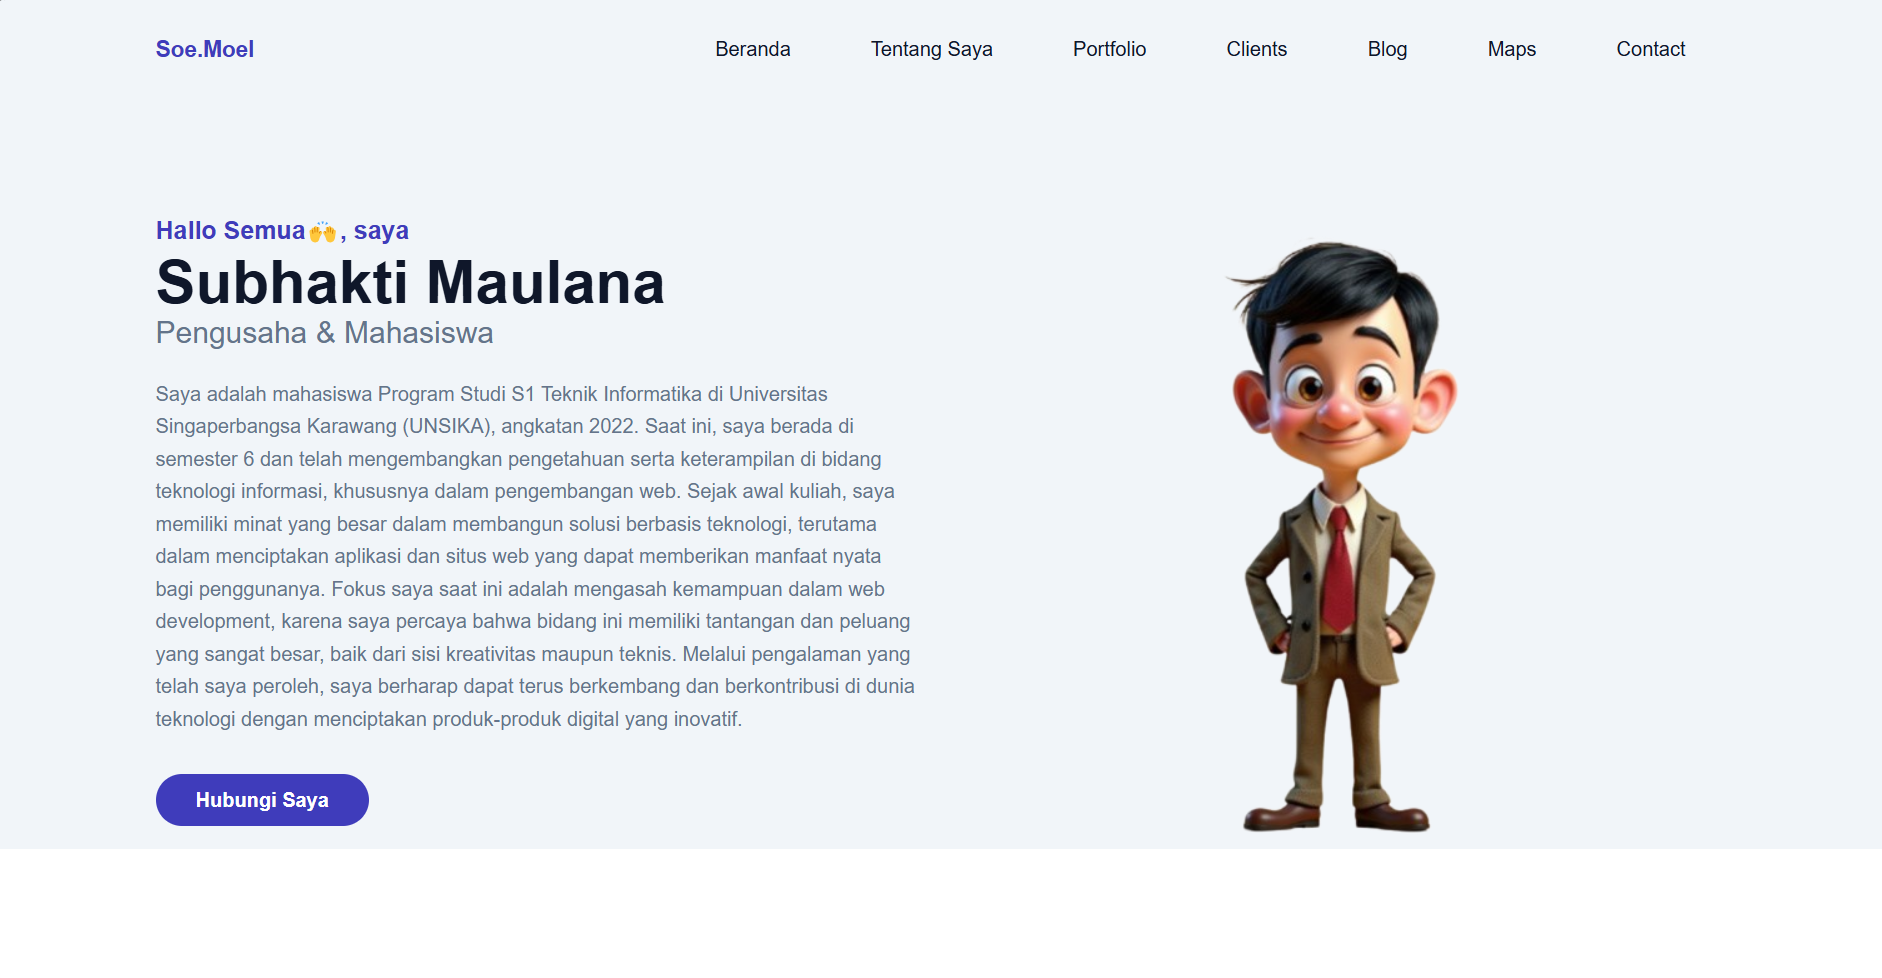 Soe.Moel
Beranda
Tentang Saya
Portfolio
Clients
Blog
Maps
Contact
Hallo Semua🙌, saya
Subhakti Maulana
Pengusaha & Mahasiswa
Saya adalah mahasiswa Program Studi S1 Teknik Informatika di Universitas
Singaperbangsa Karawang (UNSIKA), angkatan 2022. Saat ini, saya berada di
semester 6 dan telah mengembangkan pengetahuan serta keterampilan di bidang
teknologi informasi, khususnya dalam pengembangan web. Sejak awal kuliah, saya
memiliki minat yang besar dalam membangun solusi berbasis teknologi, terutama
dalam menciptakan aplikasi dan situs web yang dapat memberikan manfaat nyata
bagi penggunanya. Fokus saya saat ini adalah mengasah kemampuan dalam web
development, karena saya percaya bahwa bidang ini memiliki tantangan dan peluang
yang sangat besar, baik dari sisi kreativitas maupun teknis. Melalui pengalaman yang
telah saya peroleh, saya berharap dapat terus berkembang dan berkontribusi di dunia
teknologi dengan menciptakan produk-produk digital yang inovatif.
Hubungi Saya